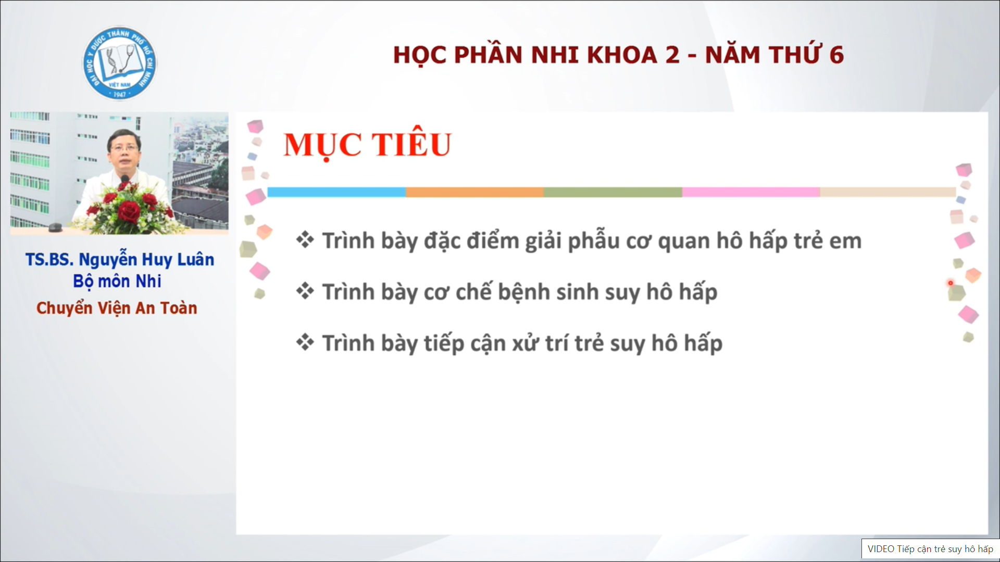 ĐẠI HỌC Y DƯỢC THÀNH PHỐ HỒ CHÍ MINH
VIỆT NAM
1947
HỌC PHẦN NHI KHOA 2 - NĂM THỨ 6
MỤC TIÊU
❖ Trình bày đặc điểm giải phẫu cơ quan hô hấp trẻ em
❖ Trình bày cơ chế bệnh sinh suy hô hấp
❖ Trình bày tiếp cận xử trí trẻ suy hô hấp
TS.BS. Nguyễn Huy Luân
Bộ môn Nhi
Chuyển Viện An Toàn
VIDEO Tiếp cận trẻ suy hô hấp